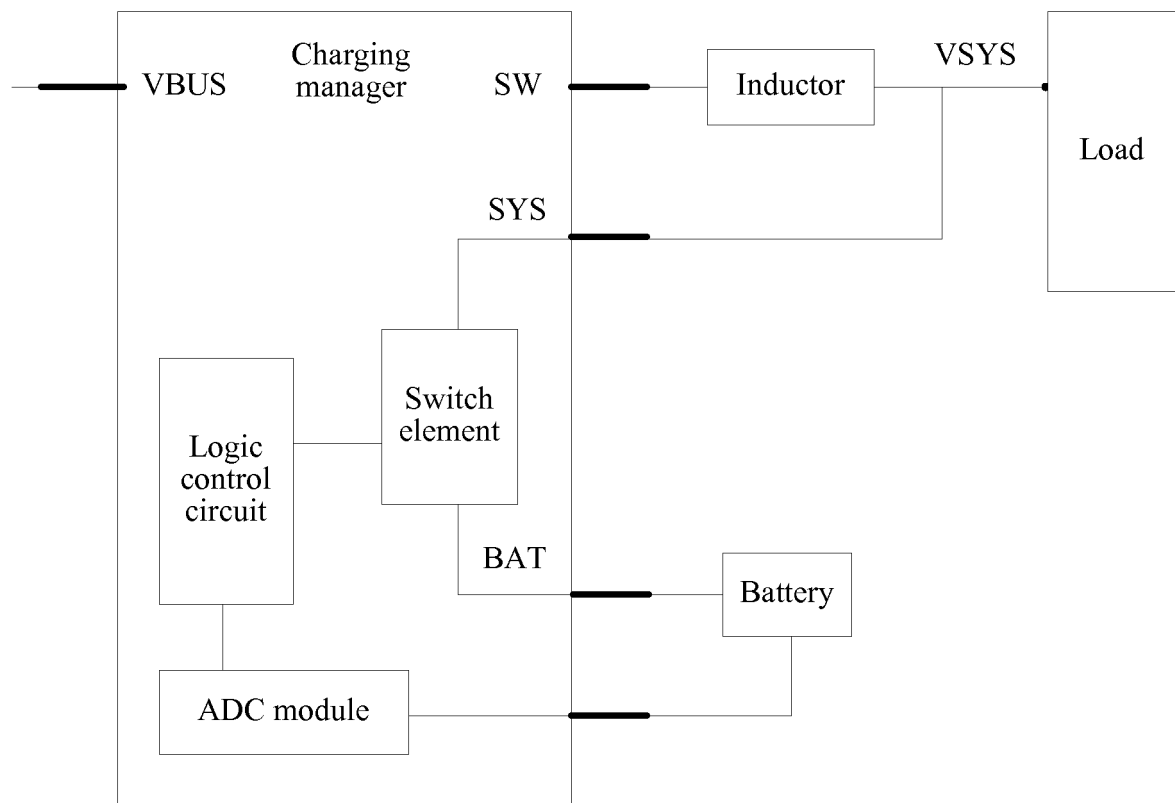 Charging
manager
VBUS
SW
Inductor
VSYS
Load
SYS
Switch
element
Logic
control
circuit
BAT
Battery
ADC module